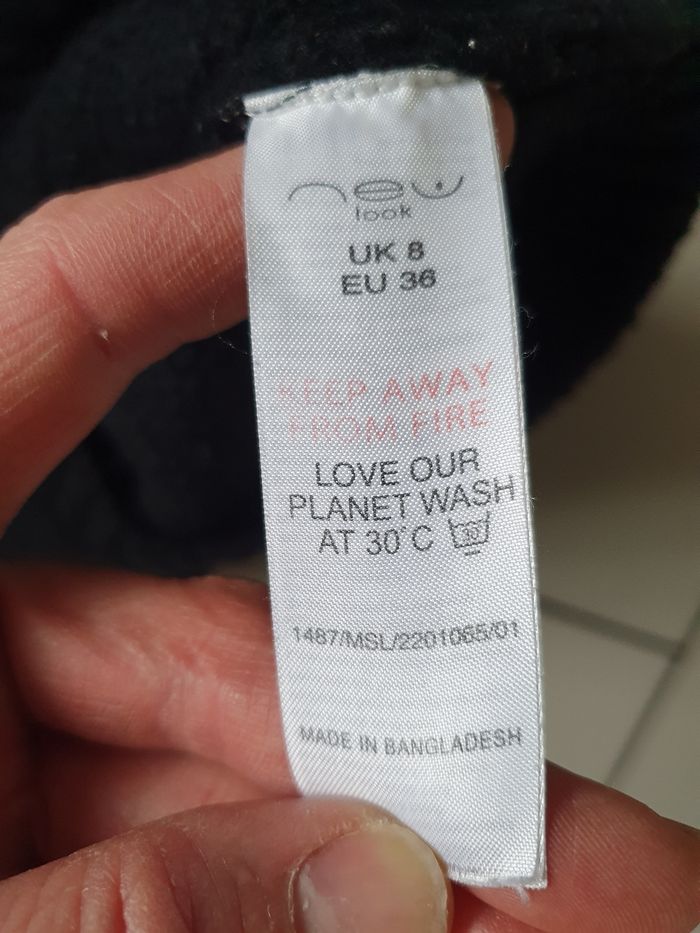 new
look
UK 8
EU 36
KEEP AWAY
FROM FIRE
LOVE OUR
PLANET WASH
AT 30°C 30°
1487/MSL/2201065/01
MADE IN BANGLADESH